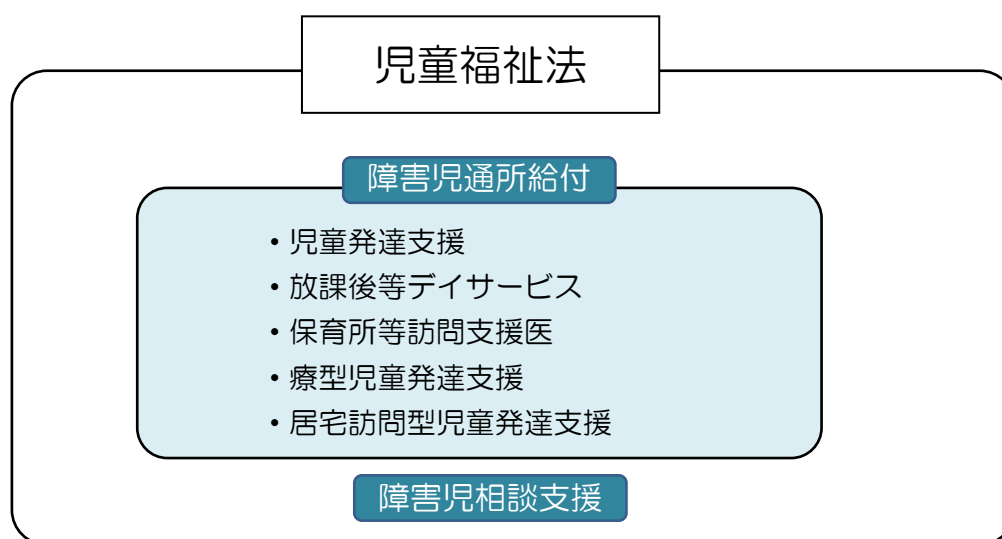 児童福祉法
障害児通所給付
・児童発達支援
・放課後等デイサービス
・保育所等訪問支援医
・療型児童発達支援
・居宅訪問型児童発達支援
障害児相談支援